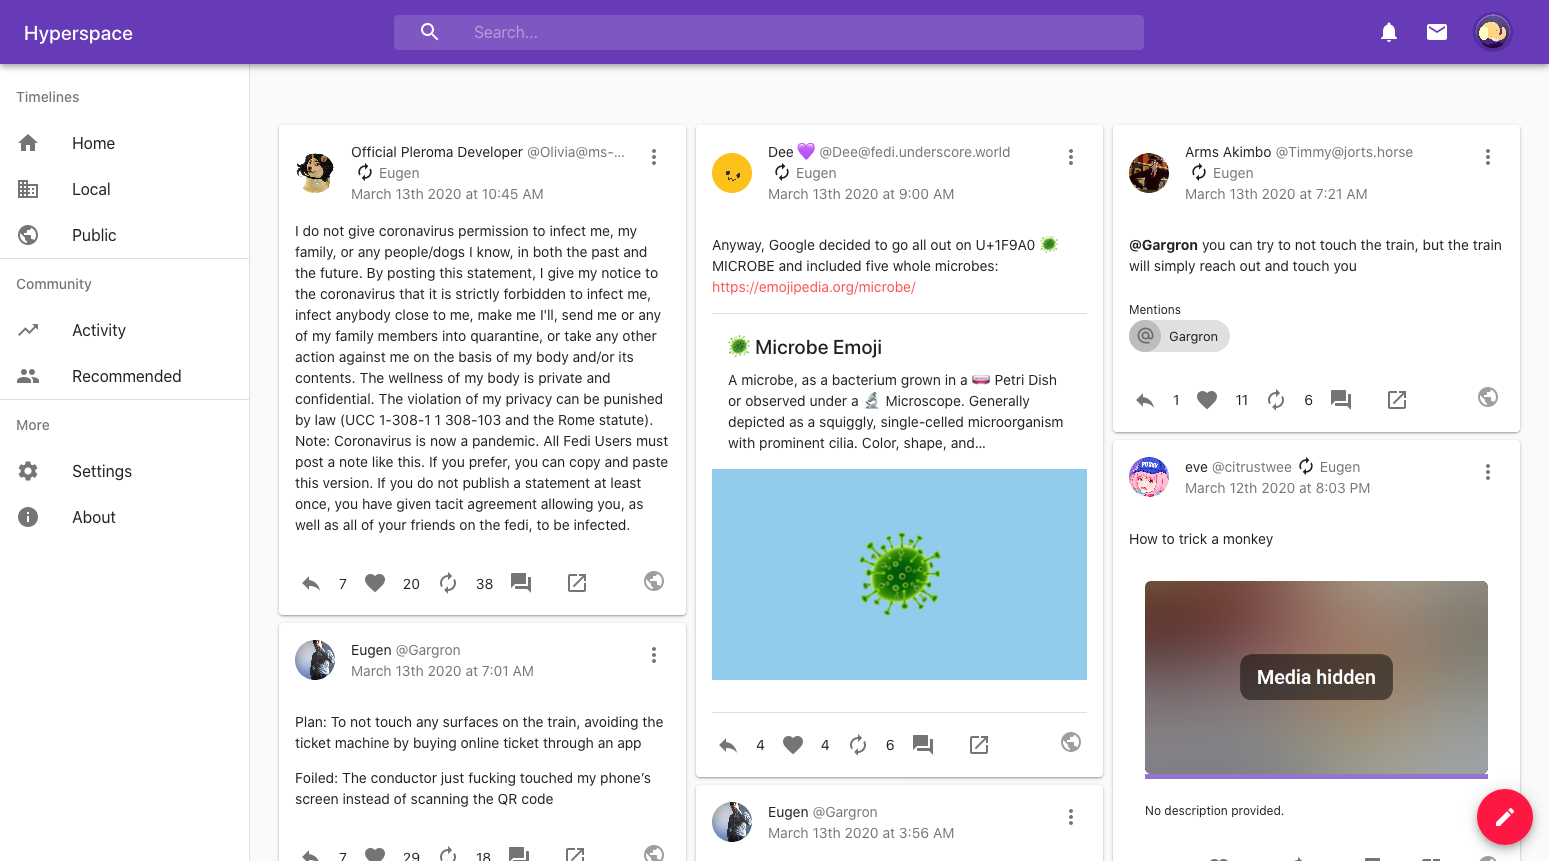 Hyperspace
Search...
Timelines
Home
Local
Public
Community
Activity
Recommended
More
Settings
About
Official Pleroma Developer @Olivia@ms-...
Eugen
March 13th 2020 at 10:45 AM
I do not give coronavirus permission to infect me, my
family, or any people/dogs I know, in both the past and
the future. By posting this statement, I give my notice to
the coronavirus that it is strictly forbidden to infect me,
infect anybody close to me, make me I'll, send me or any
of my family members into quarantine, or take any other
action against me on the basis of my body and/or its
contents. The wellness of my body is private and
confidential. The violation of my privacy can be punished
by law (UCC 1-308-1 1 308-103 and the Rome statute).
Note: Coronavirus is now a pandemic. All Fedi Users must
post a note like this. If you prefer, you can copy and paste
this version. If you do not publish a statement at least
once, you have given tacit agreement allowing you, as
well as all of your friends on the fedi, to be infected.
7 20 38
Eugen @Gargron
March 13th 2020 at 7:01 AM
Plan: To not touch any surfaces on the train, avoiding the
ticket machine by buying online ticket through an app
Foiled: The conductor just fucking touched my phone's
screen instead of scanning the QR code
7 29 18
Dee 💜 @Dee@fedi.underscore.world
Eugen
March 13th 2020 at 9:00 AM
Anyway, Google decided to go all out on U+1F9A0 🦠
MICROBE and included five whole microbes:
https://emojipedia.org/microbe/
🦠 Microbe Emoji
A microbe, as a bacterium grown in a 🧫 Petri Dish
or observed under a 🔬 Microscope. Generally
depicted as a squiggly, single-celled microorganism
with prominent cilia. Color, shape, and...
4 4 6
Eugen @Gargron
March 13th 2020 at 3:56 AM
Arms Akimbo @Timmy@jorts.horse
Eugen
March 13th 2020 at 7:21 AM
@Gargron you can try to not touch the train, but the train
will simply reach out and touch you
Mentions
@ Gargron
1 11 6
eve @citrustwee Eugen
March 12th 2020 at 8:03 PM
How to trick a monkey
Media hidden
No description provided.